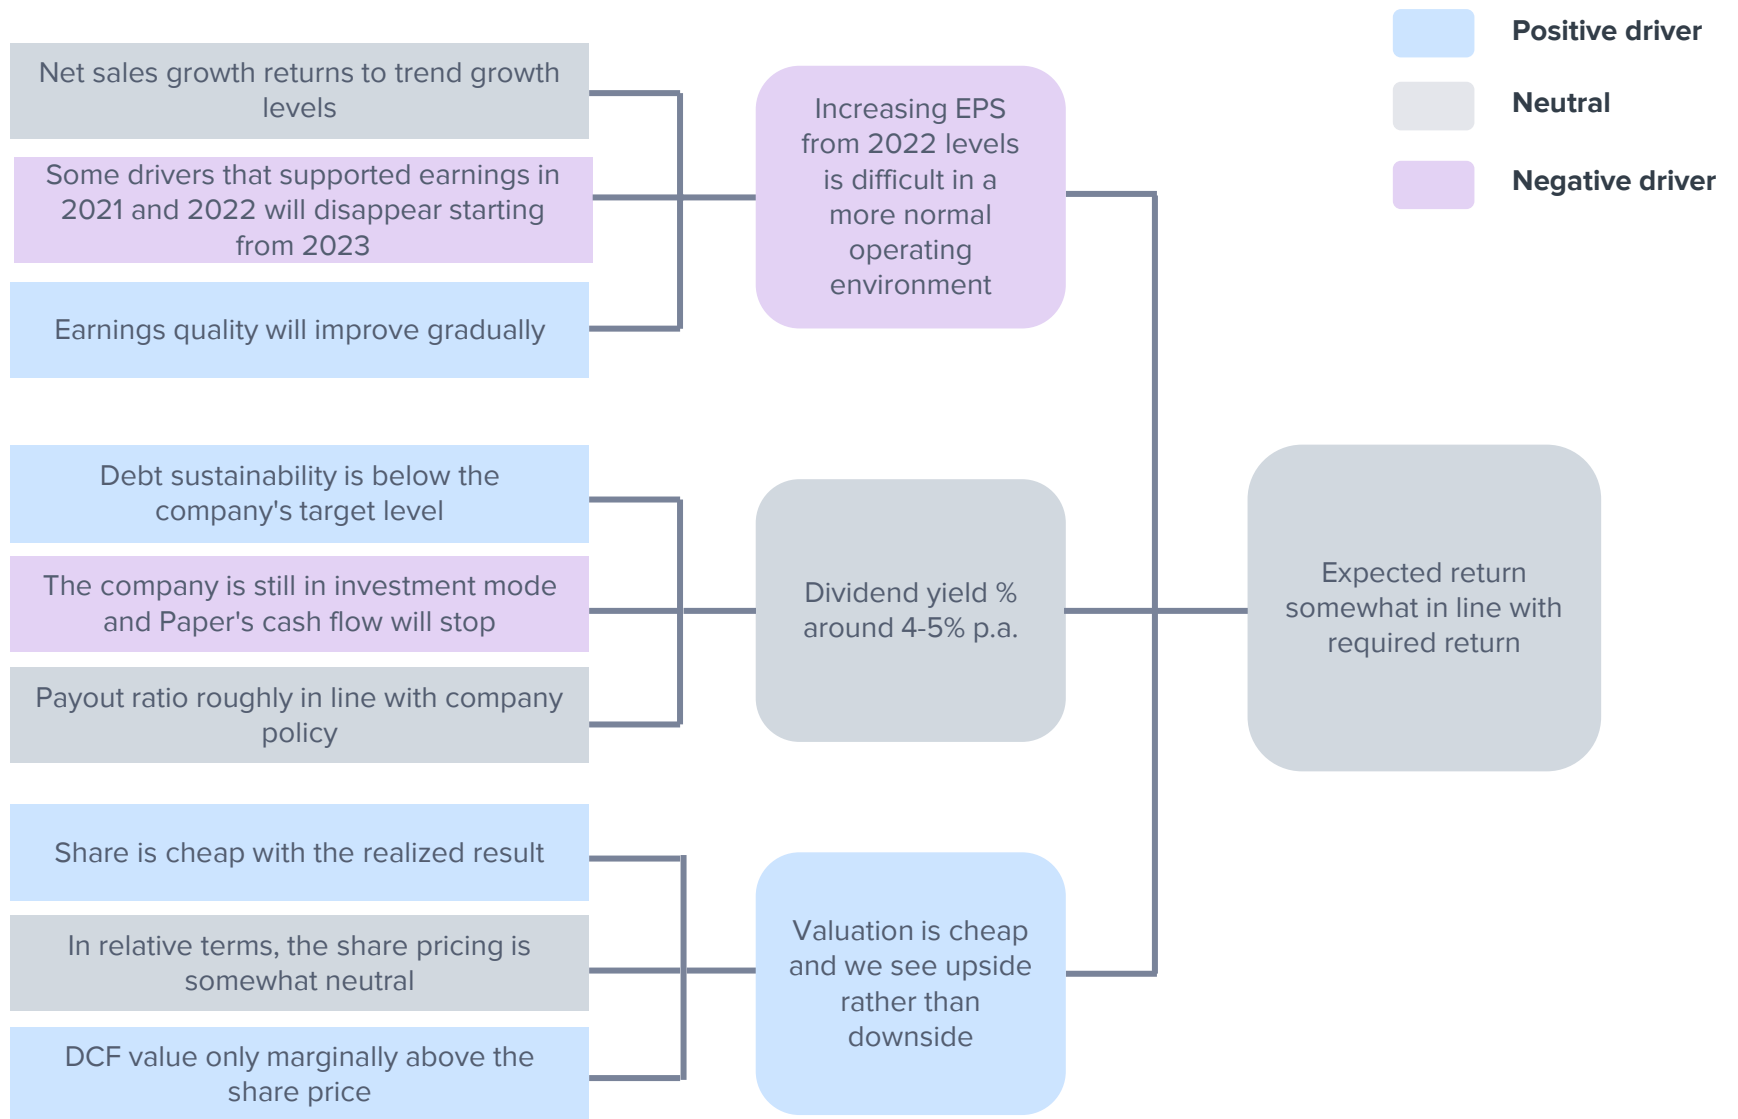 Positive driver
Neutral
Negative driver
Net sales growth returns to trend growth
levels
Some drivers that supported earnings in
2021 and 2022 will disappear starting
from 2023
Earnings quality will improve gradually
Increasing EPS
from 2022 levels
is difficult in a
more normal
operating
environment
Debt sustainability is below the
company's target level
The company is still in investment mode
and Paper's cash flow will stop
Payout ratio roughly in line with company
policy
Dividend yield %
around 4-5% p.a.
Share is cheap with the realized result
In relative terms, the share pricing is
somewhat neutral
DCF value only marginally above the
share price
Valuation is cheap
and we see upside
rather than
downside
Expected return
somewhat in line with
required return